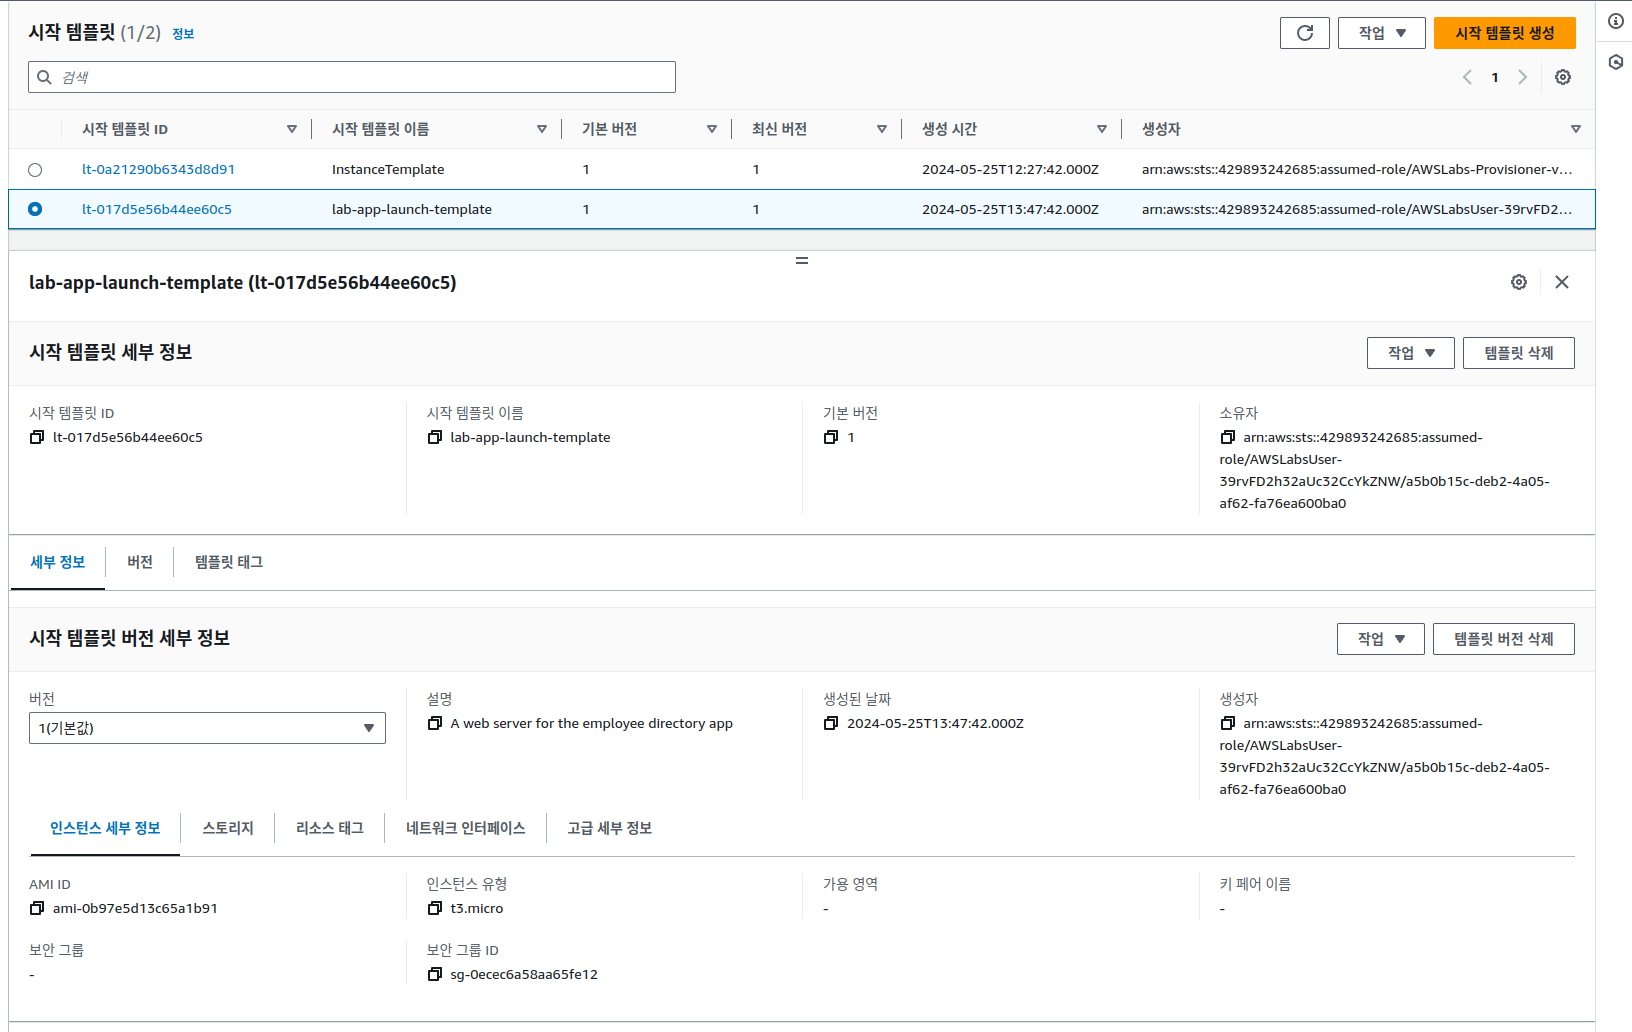 시작 템플릿 (1/2) 정보
작업
시작 템플릿 생성
검색
1
시작 템플릿 ID 시작 템플릿 이름 기본 버전 최신 버전 생성 시간 생성자
lt-0a21290b6343d8d91 InstanceTemplate 1 1 2024-05-25T12:27:42.000Z arn:aws:sts::429893242685:assumed-role/AWSLabs-Provisioner-v...
lt-017d5e56b44ee60c5 lab-app-launch-template 1 1 2024-05-25T13:47:42.000Z arn:aws:sts::429893242685:assumed-role/AWSLabsUser-39rvFD2...
lab-app-launch-template (lt-017d5e56b44ee60c5)
시작 템플릿 세부 정보
작업
템플릿 삭제
시작 템플릿 ID
lt-017d5e56b44ee60c5
시작 템플릿 이름
lab-app-launch-template
기본 버전
1
소유자
arn:aws:sts::429893242685:assumed-
role/AWSLabsUser-
39rvFD2h32aUc32CcYkZNW/a5b0b15c-deb2-4a05-
af62-fa76ea600ba0
세부 정보 버전 템플릿 태그
시작 템플릿 버전 세부 정보
작업
템플릿 버전 삭제
버전
1(기본값)
설명
A web server for the employee directory app
생성된 날짜
2024-05-25T13:47:42.000Z
생성자
arn:aws:sts::429893242685:assumed-
role/AWSLabsUser-
39rvFD2h32aUc32CcYkZNW/a5b0b15c-deb2-4a05-
af62-fa76ea600ba0
인스턴스 세부 정보 스토리지 리소스 태그 네트워크 인터페이스 고급 세부 정보
AMI ID
ami-0b97e5d13c65a1b91
인스턴스 유형
t3.micro
가용 영역
-
키 페어 이름
-
보안 그룹
-
보안 그룹 ID
sg-0ecec6a58aa65fe12